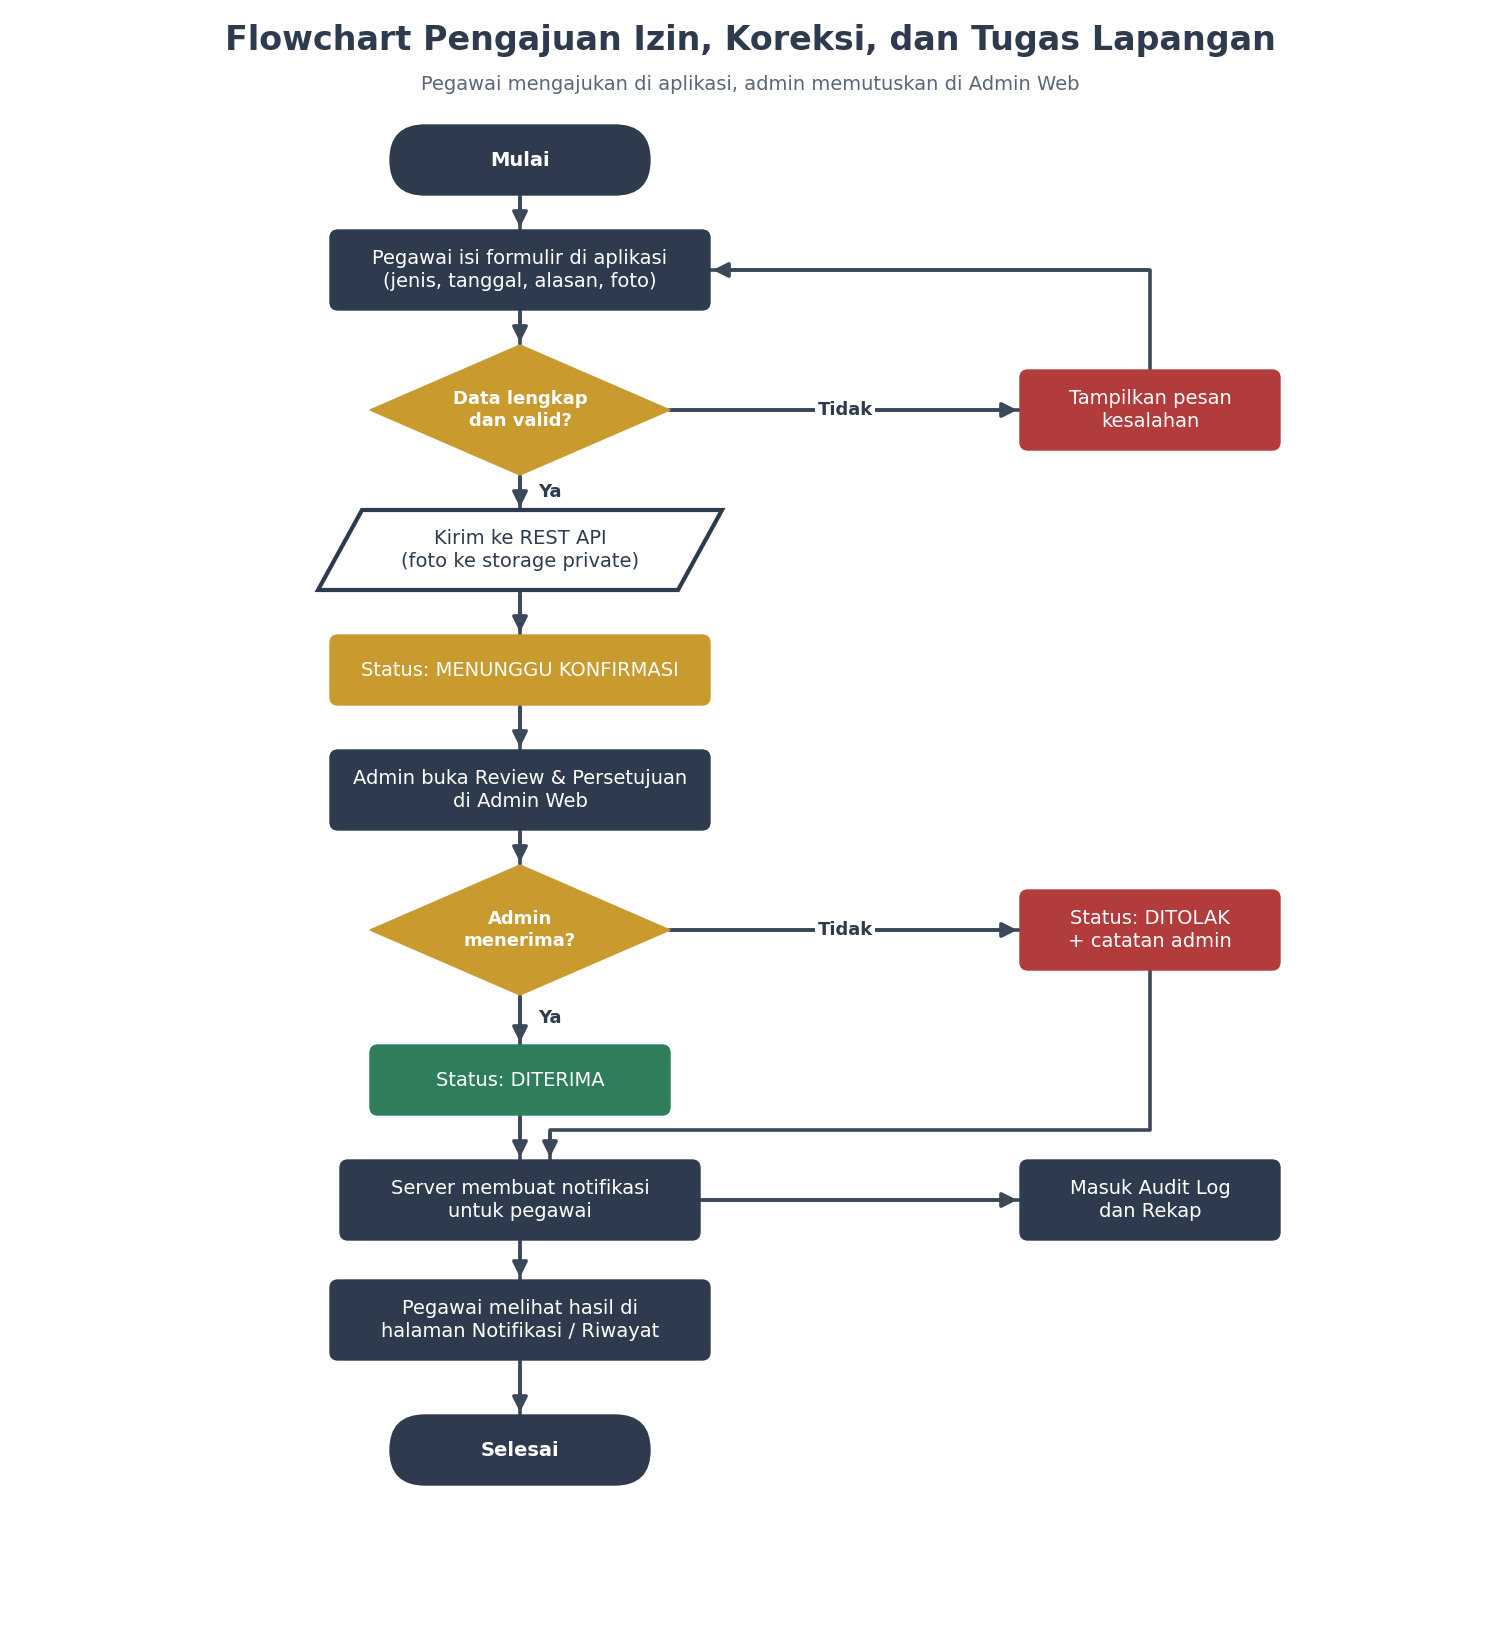 Flowchart Pengajuan Izin, Koreksi, dan Tugas Lapangan
Pegawai mengajukan di aplikasi, admin memutuskan di Admin Web
Mulai
Pegawai isi formulir di aplikasi
(jenis, tanggal, alasan, foto)
Data lengkap
dan valid?
Tidak
Tampilkan pesan
kesalahan
Ya
Kirim ke REST API
(foto ke storage private)
Status: MENUNGGU KONFIRMASI
Admin buka Review & Persetujuan
di Admin Web
Admin
menerima?
Tidak
Status: DITOLAK
+ catatan admin
Ya
Status: DITERIMA
Server membuat notifikasi
untuk pegawai
Masuk Audit Log
dan Rekap
Pegawai melihat hasil di
halaman Notifikasi / Riwayat
Selesai